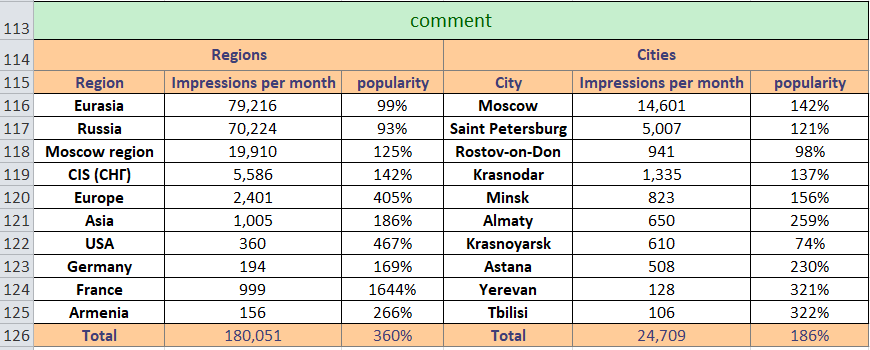 113 comment
114 Regions Cities
115 Region Impressions per month popularity City Impressions per month popularity
116 Eurasia 79,216 99% Moscow 14,601 142%
117 Russia 70,224 93% Saint Petersburg 5,007 121%
118 Moscow region 19,910 125% Rostov-on-Don 941 98%
119 CIS (СНГ) 5,586 142% Krasnodar 1,335 137%
120 Europe 2,401 405% Minsk 823 156%
121 Asia 1,005 186% Almaty 650 259%
122 USA 360 467% Krasnoyarsk 610 74%
123 Germany 194 169% Astana 508 230%
124 France 999 1644% Yerevan 128 321%
125 Armenia 156 266% Tbilisi 106 322%
126 Total 180,051 360% Total 24,709 186%